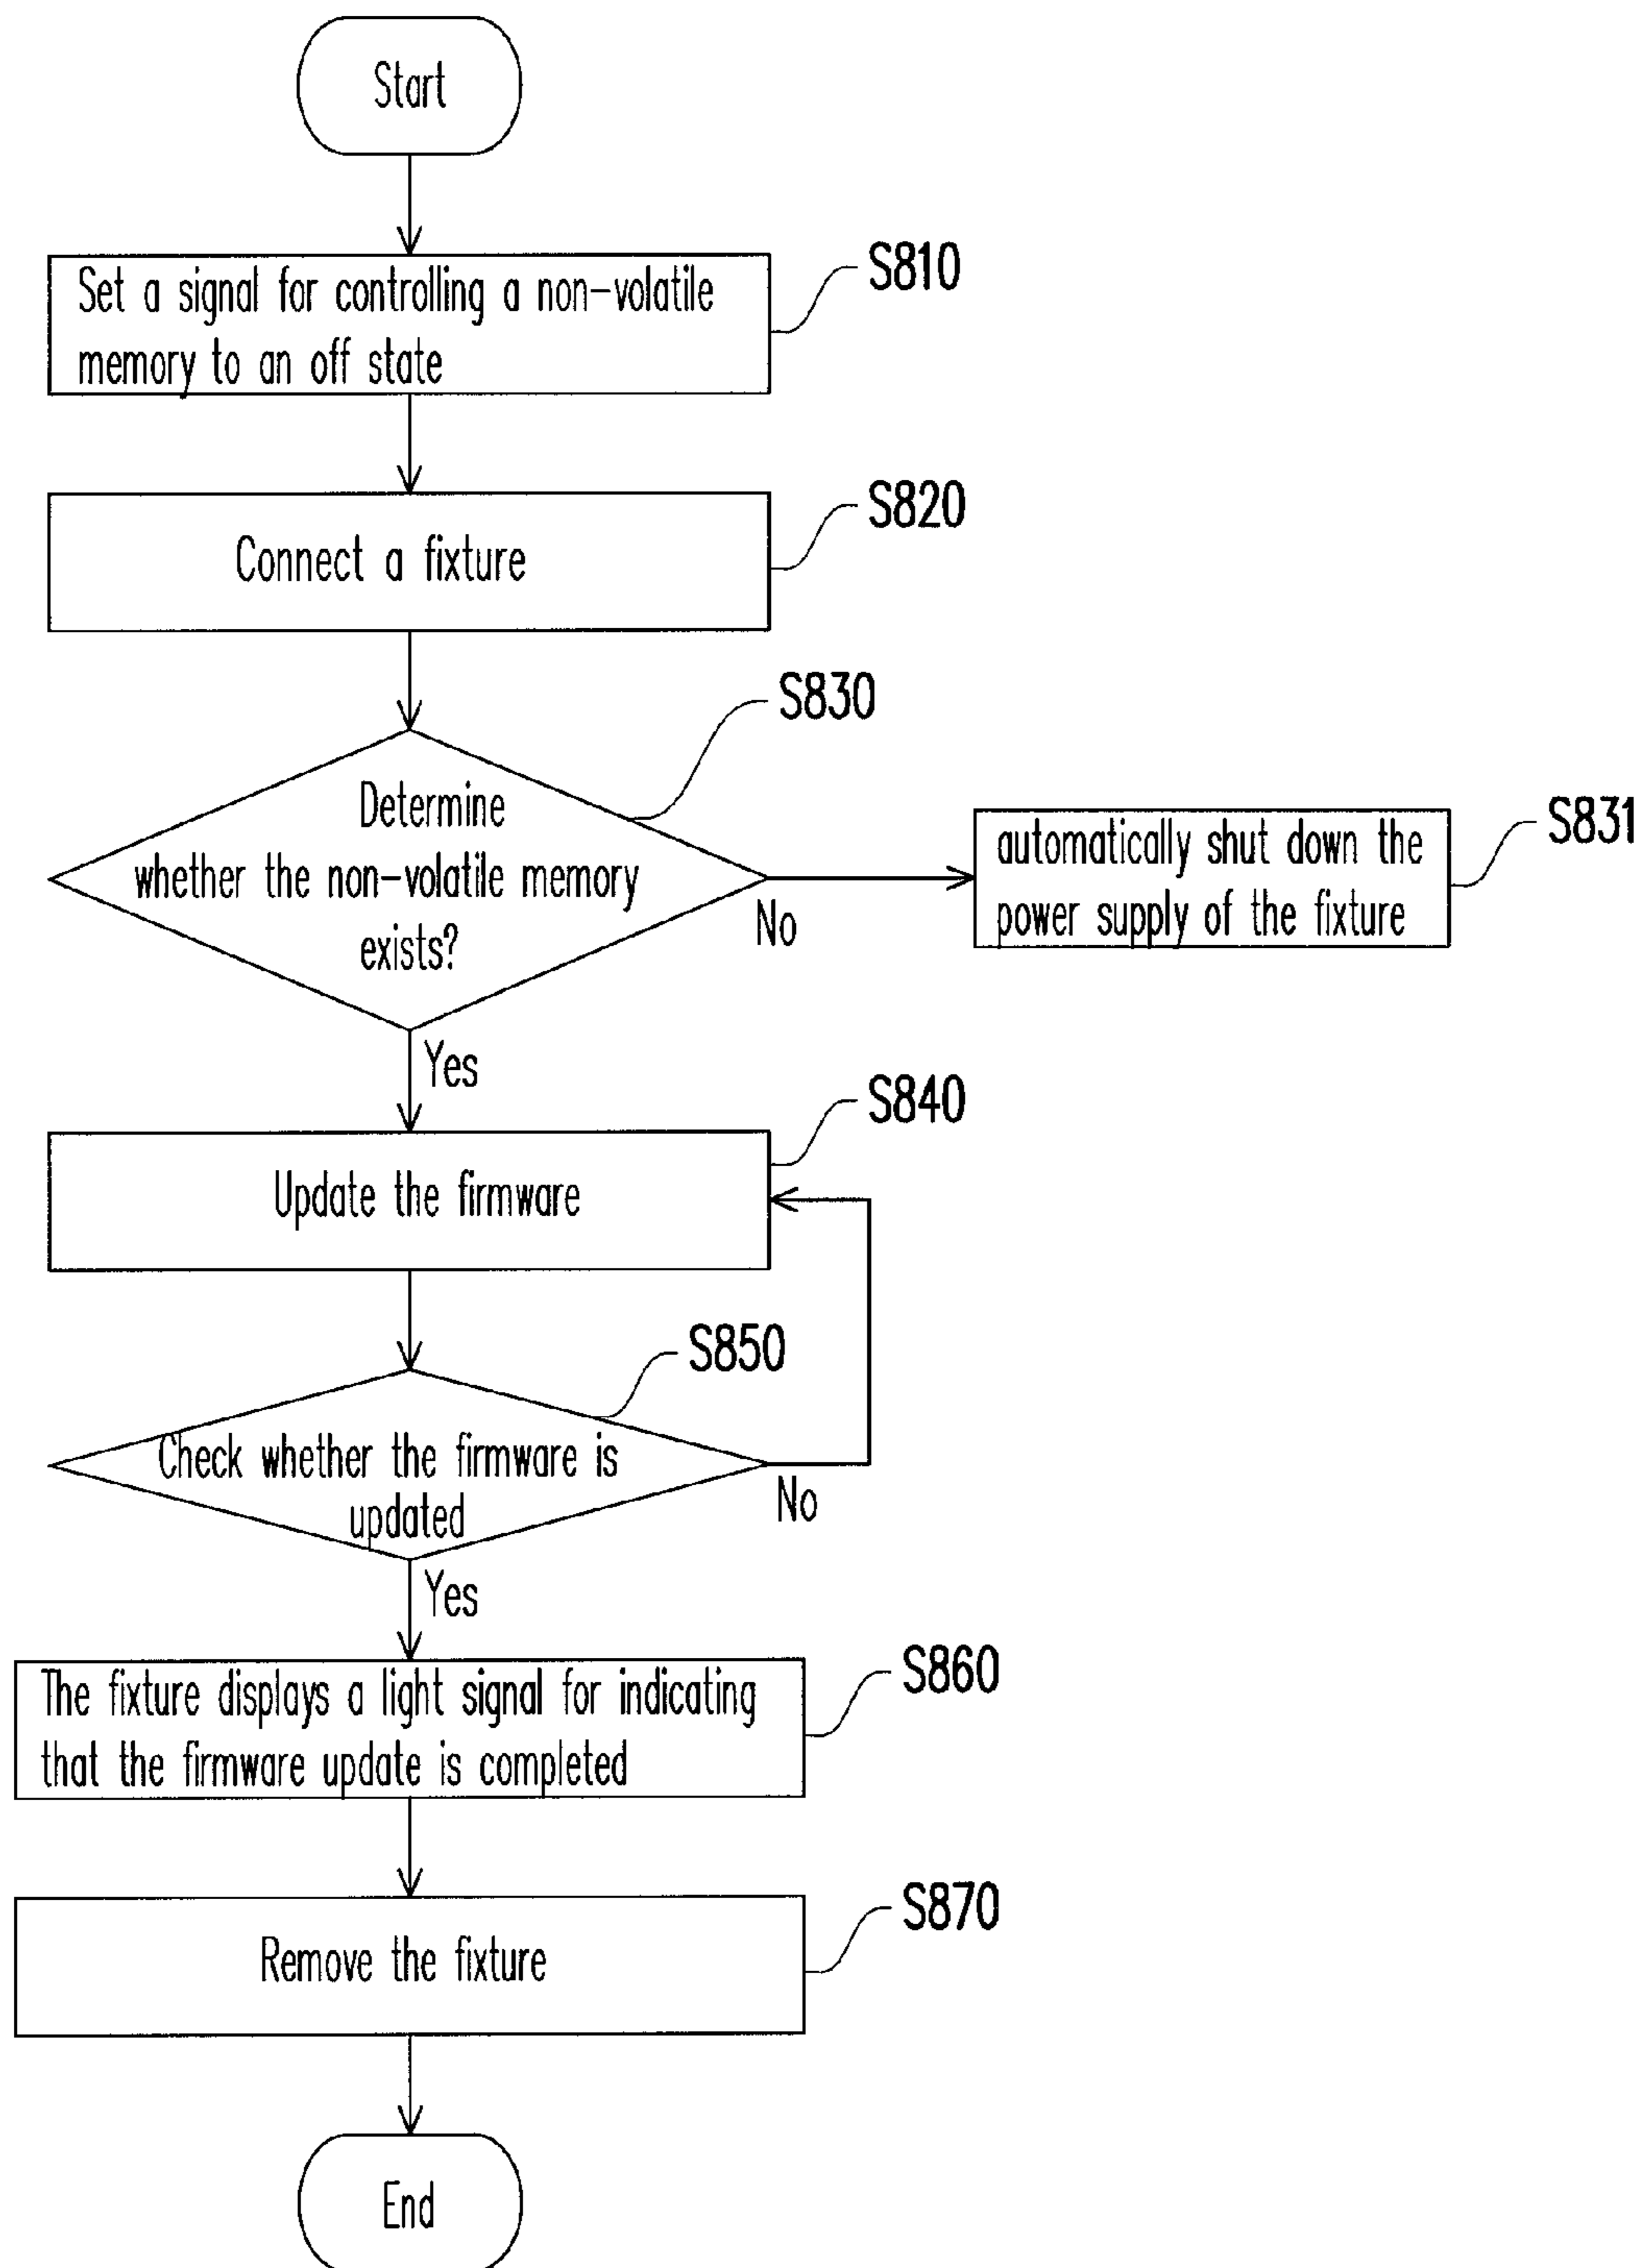 Start
Set a signal for controlling a non-volatile
memory to an off state
S810
Connect a fixture
S820
Determine
whether the non-volatile memory
exists?
S830
No
automatically shut down the
power supply of the fixture
S831
Yes
Update the firmware
S840
Check whether the firmware is
updated
S850
No
Yes
The fixture displays a light signal for indicating
that the firmware update is completed
S860
Remove the fixture
S870
End